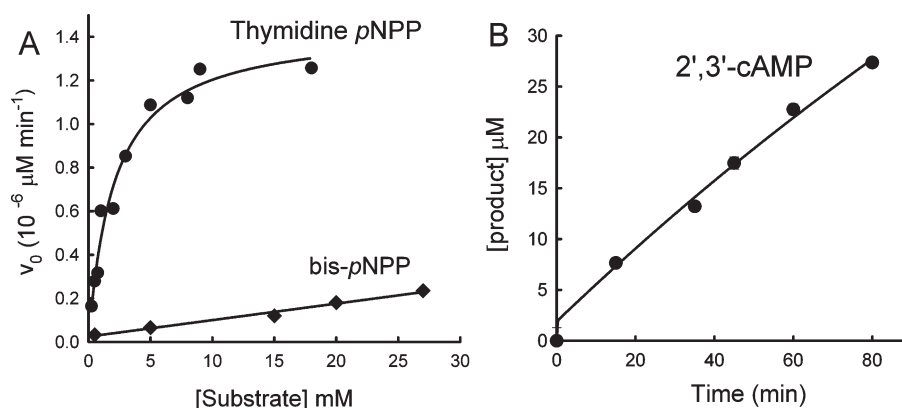 A
Thymidine pNPP
bis-pNPP
v₀ (10⁻⁶ μM min⁻¹)
1.4
1.2
1.0
0.8
0.6
0.4
0.2
0.0
0 5 10 15 20 25 30
[Substrate] mM
B
2',3'-cAMP
[product] μM
30
25
20
15
10
5
0
0 20 40 60 80
Time (min)